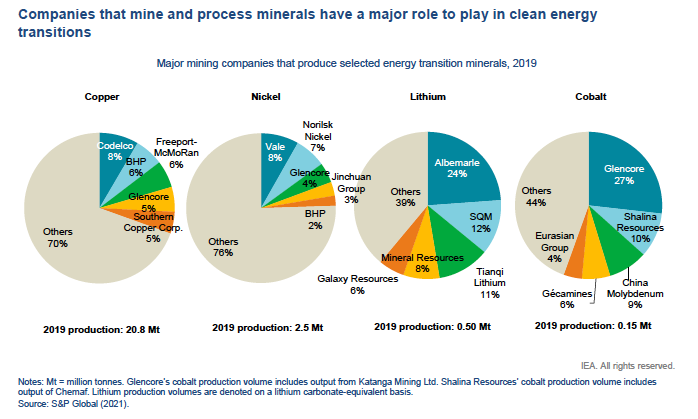 Companies that mine and process minerals have a major role to play in clean energy
transitions
Major mining companies that produce selected energy transition minerals, 2019
Copper
Codelco
8%
BHP
6%
Freeport-
McMoRan
6%
Glencore
5%
Southern
Copper Corp.
5%
Others
70%
2019 production: 20.8 Mt
Nickel
Vale
8%
Norilsk
Nickel
7%
Glencore
4%
Jinchuan
Group
3%
BHP
2%
Others
76%
2019 production: 2.5 Mt
Lithium
Albemarle
24%
SQM
12%
Tianqi
Lithium
11%
Mineral Resources
8%
Galaxy Resources
6%
Others
39%
2019 production: 0.50 Mt
Cobalt
Glencore
27%
Shalina
Resources
10%
China
Molybdenum
9%
Gécamines
6%
Eurasian
Group
4%
Others
44%
2019 production: 0.15 Mt
IEA. All rights reserved.
Notes: Mt = million tonnes. Glencore's cobalt production volume includes output from Katanga Mining Ltd. Shalina Resources' cobalt production volume includes
output of Chemaf. Lithium production volumes are denoted on a lithium carbonate-equivalent basis.
Source: S&P Global (2021).